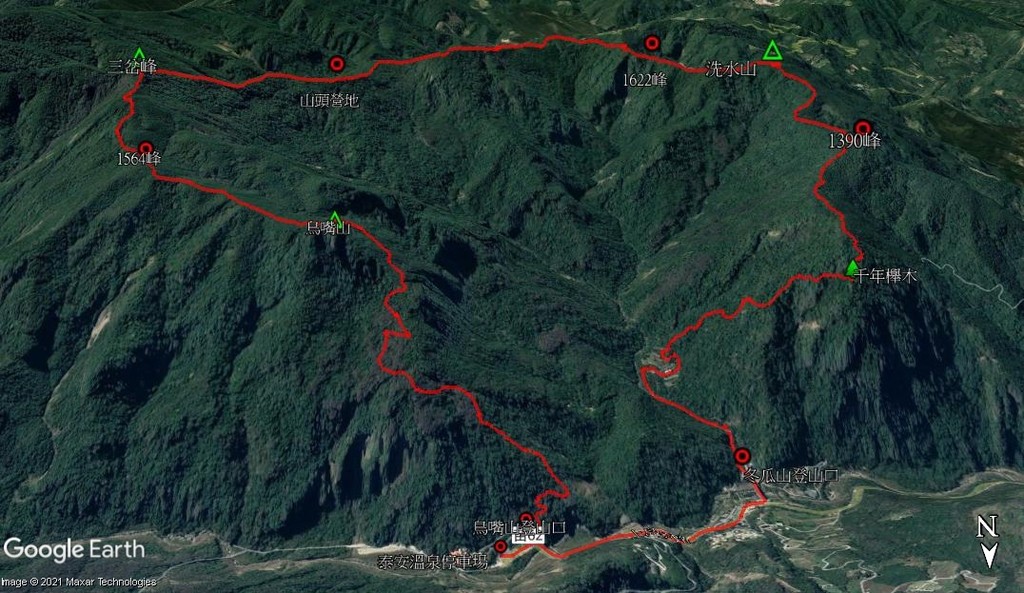 三岔峰
山頭營地
1622峰
洗水山
1390峰
1564峰
鳥嘴山
千年櫸木
冬瓜山登山口
鳥嘴山登山口
苗62
泰安溫泉停車場
N
Google Earth
Image © 2021 Maxar Technologies